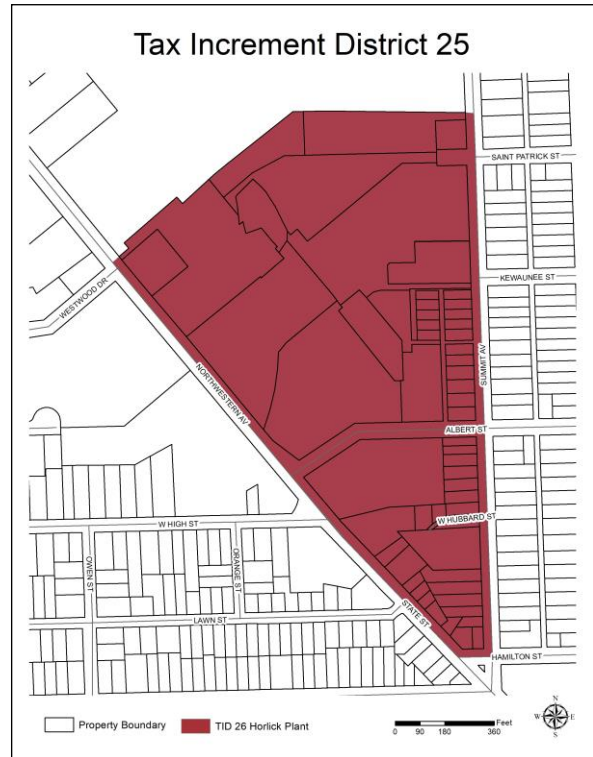 Tax Increment District 25
SAINT PATRICK ST
KEWAUNEE ST
WESTWOOD DR
SUMMIT AV
NORTHWESTERN AV
ALBERT ST
W HUBBARD ST
W HIGH ST
OWEN ST
ORANGE ST
STATE ST
LAWN ST
HAMILTON ST
Property Boundary
TID 26 Horlick Plant
Feet
0 90 180 360
N
W E
S